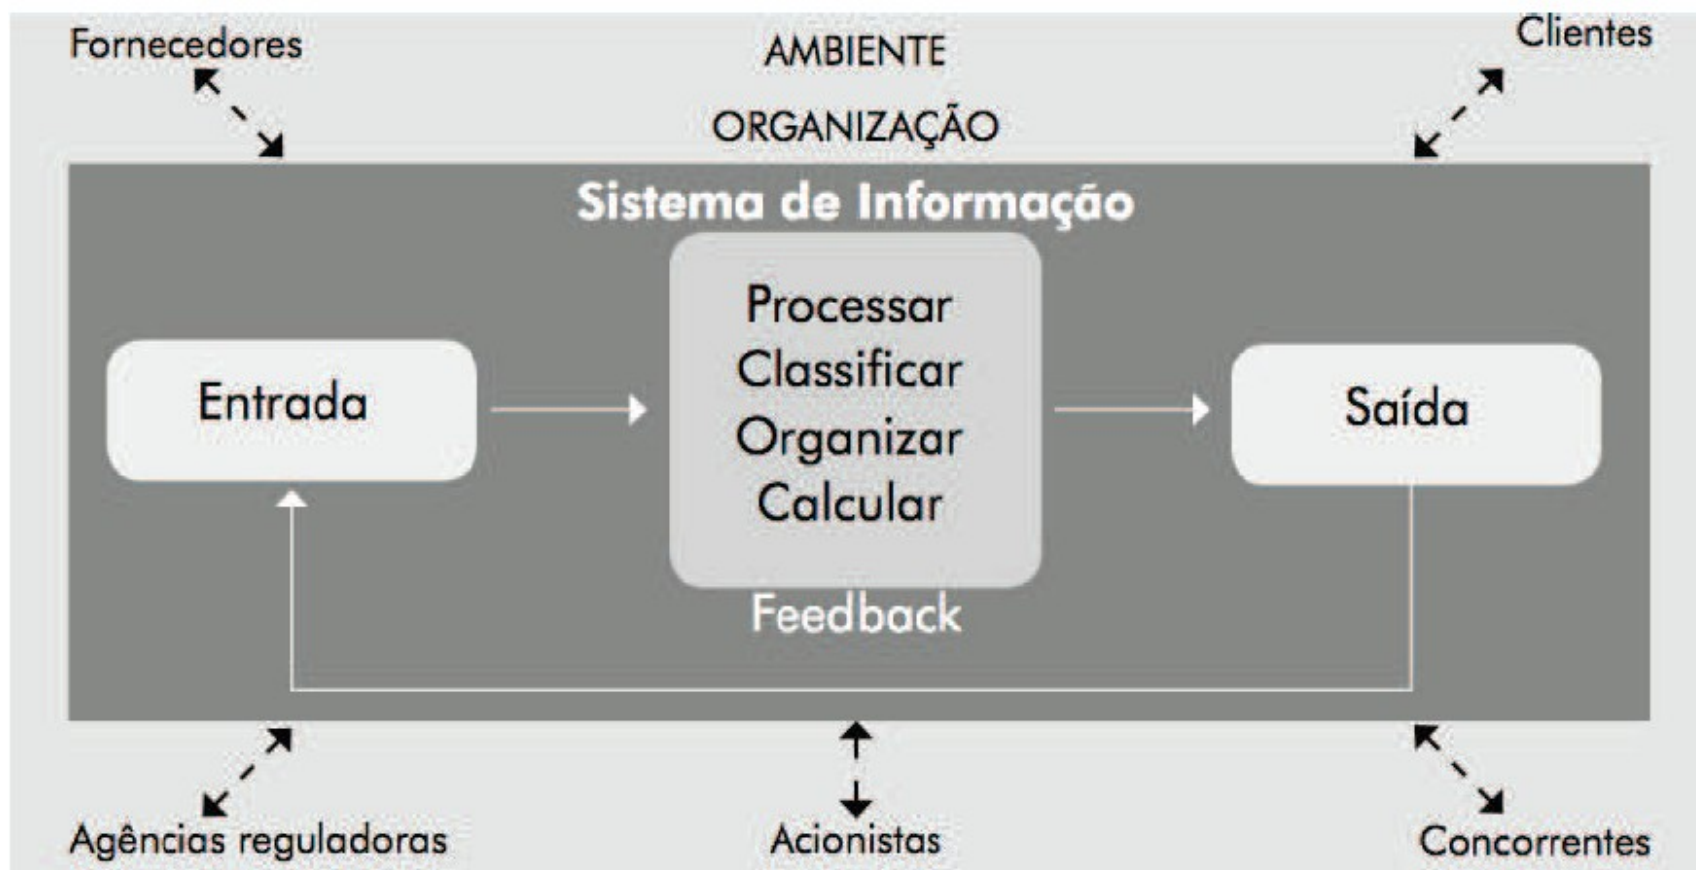 Fornecedores
AMBIENTE
Clientes
ORGANIZAÇÃO
Sistema de Informação
Entrada
Processar
Classificar
Organizar
Calcular
Saída
Feedback
Agências reguladoras
Acionistas
Concorrentes